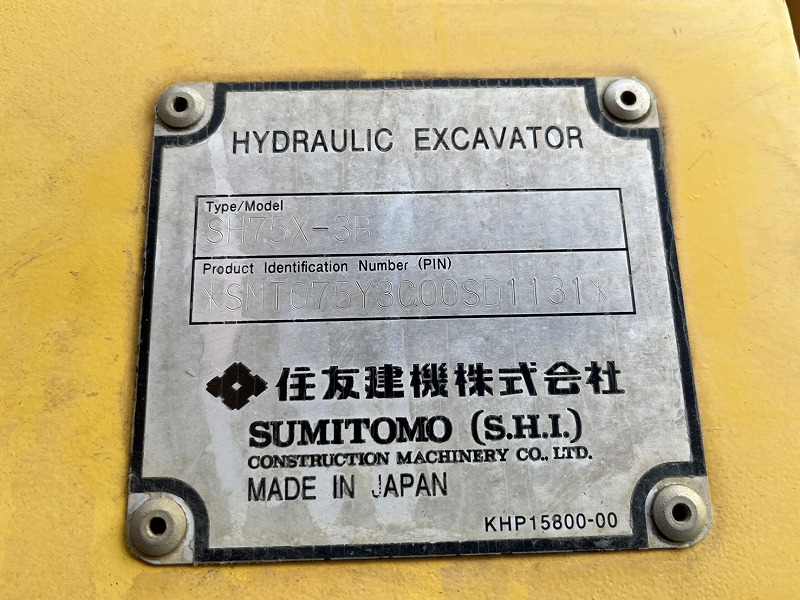 HYDRAULIC EXCAVATOR
Type/Model
SH75X-3B
Product Identification Number (PIN)
*SMT075Y3C00SD1131*
住友建機株式会社
SUMITOMO (S.H.I.)
CONSTRUCTION MACHINERY CO., LTD.
MADE IN JAPAN
KHP15800-00